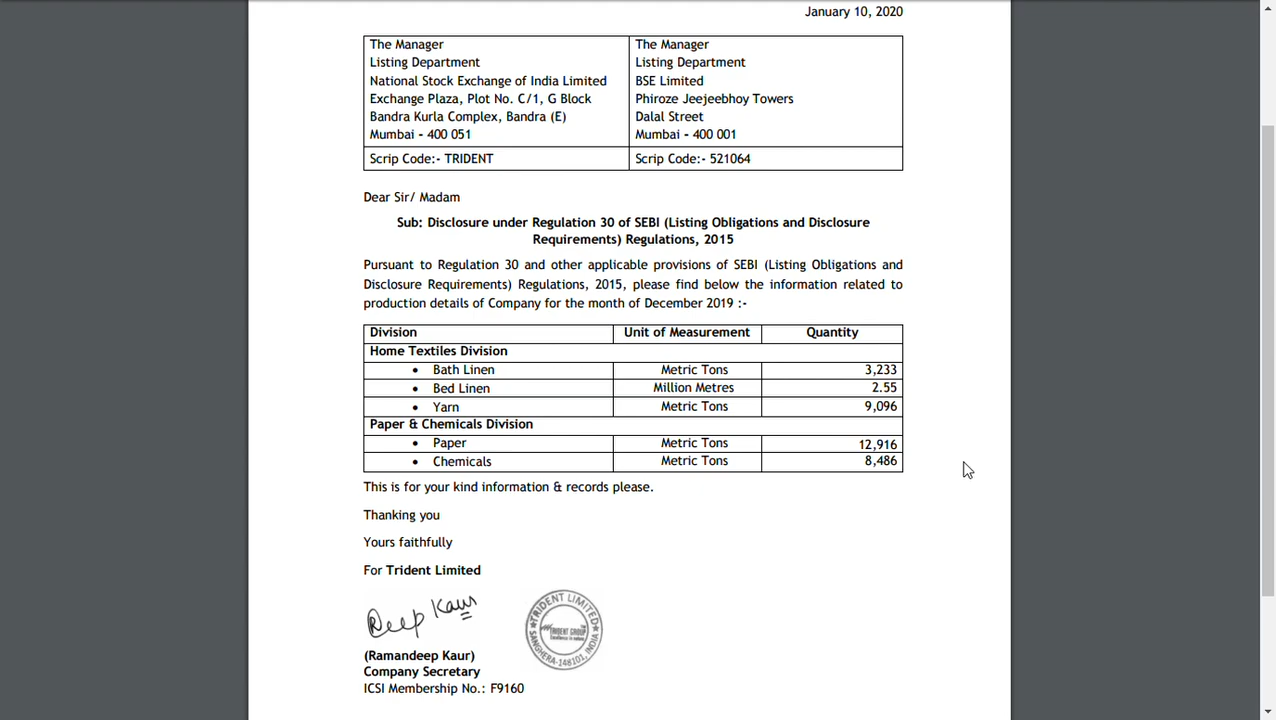 January 10, 2020
The Manager
Listing Department
National Stock Exchange of India Limited
Exchange Plaza, Plot No. C/1, G Block
Bandra Kurla Complex, Bandra (E)
Mumbai - 400 051
Scrip Code:- TRIDENT
The Manager
Listing Department
BSE Limited
Phiroze Jeejeebhoy Towers
Dalal Street
Mumbai - 400 001
Scrip Code:- 521064
Dear Sir/ Madam
Sub: Disclosure under Regulation 30 of SEBI (Listing Obligations and Disclosure
Requirements) Regulations, 2015
Pursuant to Regulation 30 and other applicable provisions of SEBI (Listing Obligations and
Disclosure Requirements) Regulations, 2015, please find below the information related to
production details of Company for the month of December 2019 :-
Division Unit of Measurement Quantity
Home Textiles Division
• Bath Linen Metric Tons 3,233
• Bed Linen Million Metres 2.55
• Yarn Metric Tons 9,096
Paper & Chemicals Division
• Paper Metric Tons 12,916
• Chemicals Metric Tons 8,486
This is for your kind information & records please.
Thanking you
Yours faithfully
For Trident Limited
Deep Kaur
TRIDENT LIMITED
TRIDENT GROUP
SANGHERA-148101, INDIA
(Ramandeep Kaur)
Company Secretary
ICSI Membership No.: F9160